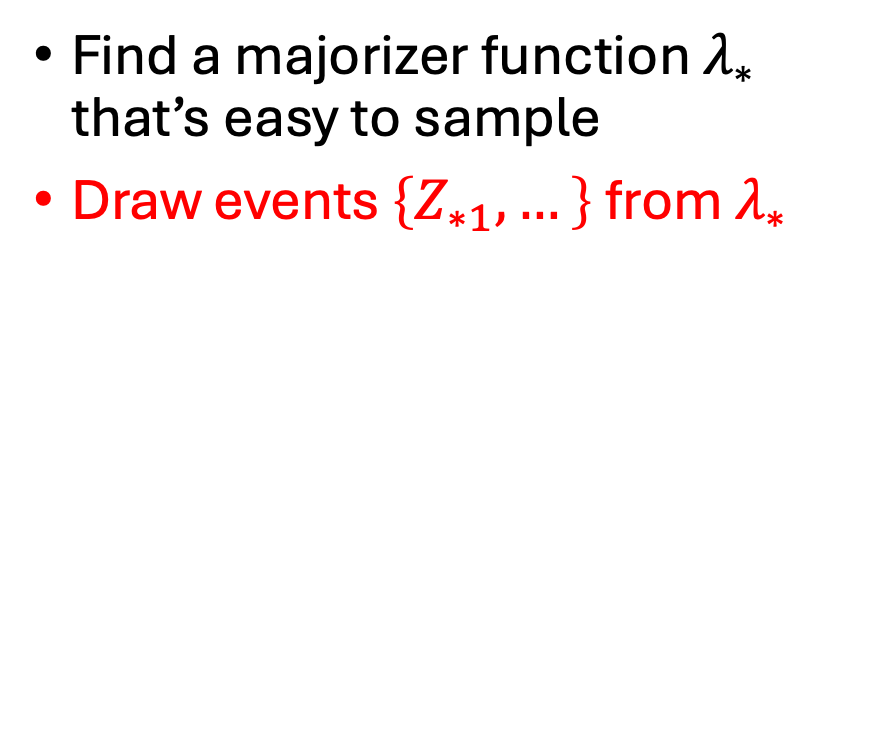 • Find a majorizer function λ∗
that’s easy to sample
• Draw events {Z∗1, … } from λ∗